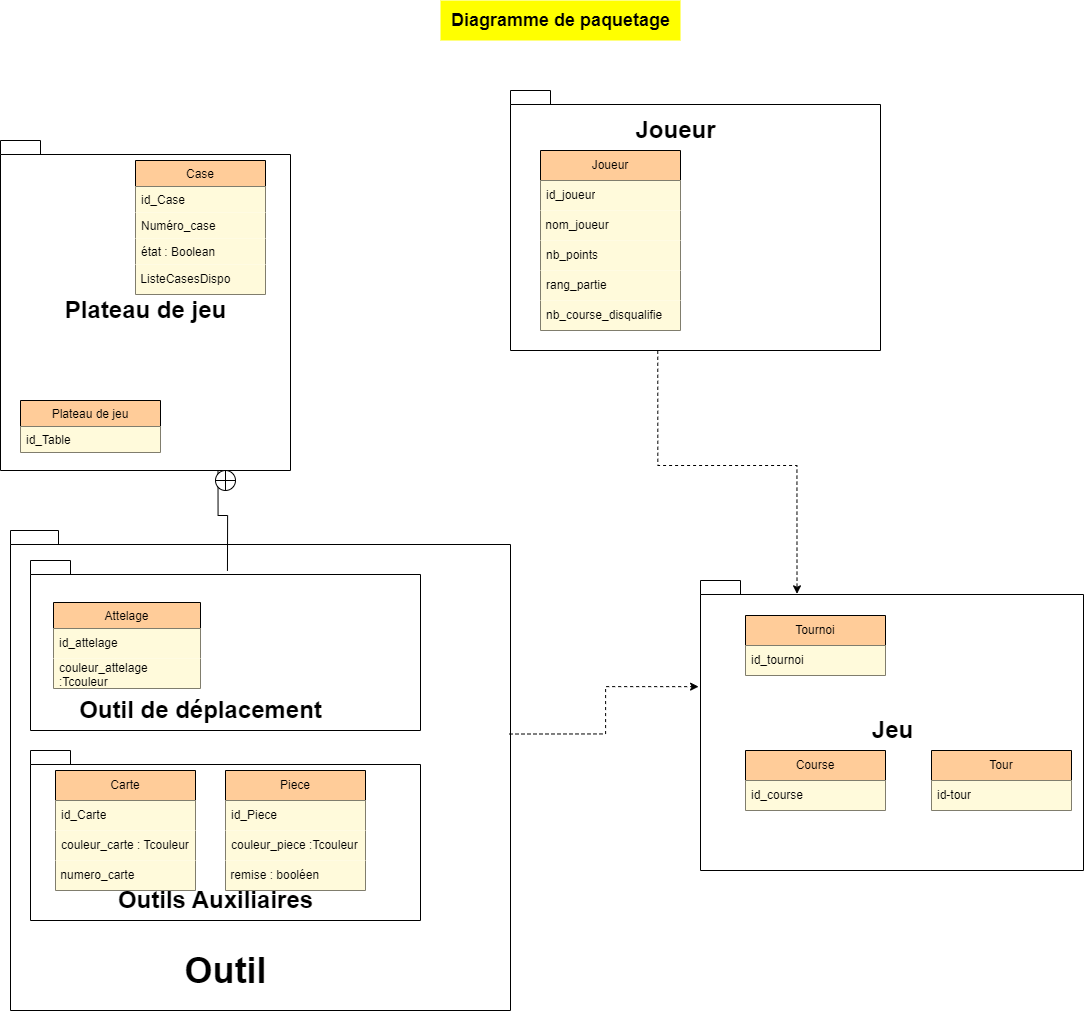 Diagramme de paquetage
Joueur
Joueur
id_joueur
nom_joueur
nb_points
rang_partie
nb_course_disqualifie
Case
id_Case
Numéro_case
état : Boolean
ListeCasesDispo
Plateau de jeu
Plateau de jeu
id_Table
Attelage
id_attelage
couleur_attelage
:Tcouleur
Outil de déplacement
Carte
id_Carte
couleur_carte : Tcouleur
numero_carte
Piece
id_Piece
couleur_piece :Tcouleur
remise : booléen
Outils Auxiliaires
Outil
Tournoi
id_tournoi
Jeu
Course
id_course
Tour
id-tour